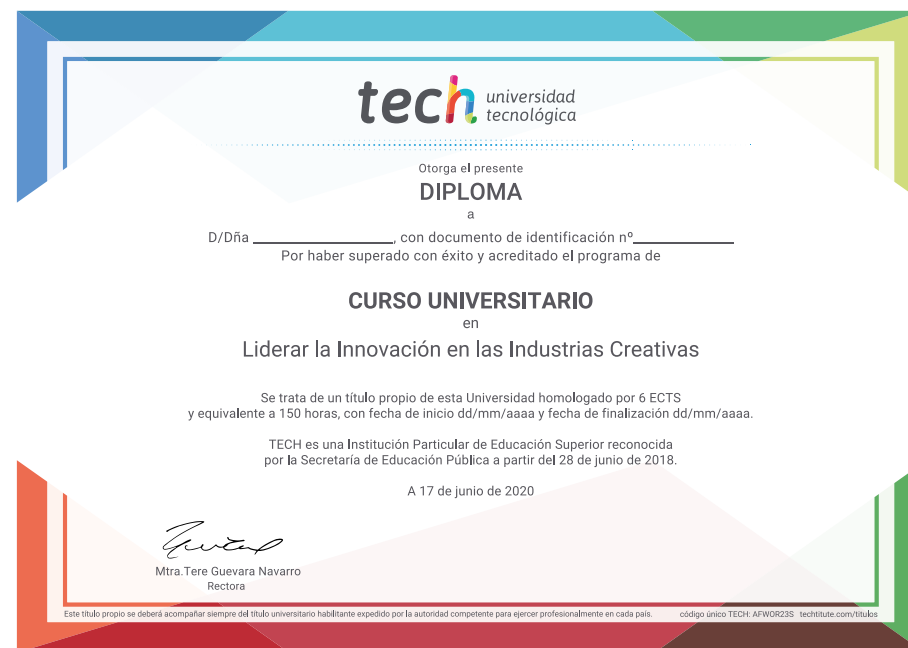 tech universidad
tecnológica
Otorga el presente
DIPLOMA
a
D/Dña ____________________, con documento de identificación nº______________
Por haber superado con éxito y acreditado el programa de
CURSO UNIVERSITARIO
en
Liderar la Innovación en las Industrias Creativas
Se trata de un título propio de esta Universidad homologado por 6 ECTS
y equivalente a 150 horas, con fecha de inicio dd/mm/aaaa y fecha de finalización dd/mm/aaaa.
TECH es una Institución Particular de Educación Superior reconocida
por la Secretaría de Educación Pública a partir del 28 de junio de 2018.
A 17 de junio de 2020
Mtra.Tere Guevara Navarro
Rectora
Este título propio se deberá acompañar siempre del título universitario habilitante expedido por la autoridad competente para ejercer profesionalmente en cada país. código único TECH: AFWOR23S techtitute.com/titulos